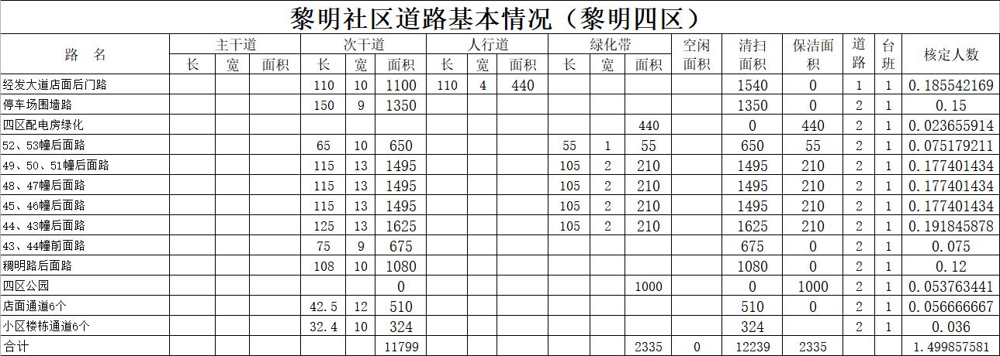 黎明社区道路基本情况（黎明四区）
路 名 主干道 次干道 人行道 绿化带 空闲面积 清扫面积 保洁面积 道路 台班 核定人数
长 宽 面积 长 宽 面积 长 宽 面积 长 宽 面积
经发大道店面后门路 110 10 1100 110 4 440 1540 0 1 1 0.185542169
停车场围墙路 150 9 1350 1350 0 2 1 0.15
四区配电房绿化 440 0 440 2 1 0.023655914
52、53幢后面路 65 10 650 55 1 55 650 55 2 1 0.075179211
49、50、51幢后面路 115 13 1495 105 2 210 1495 210 2 1 0.177401434
48、47幢后面路 115 13 1495 105 2 210 1495 210 2 1 0.177401434
45、46幢后面路 115 13 1495 105 2 210 1495 210 2 1 0.177401434
44、43幢后面路 125 13 1625 105 2 210 1625 210 2 1 0.191845878
43、44幢前面路 75 9 675 675 0 2 1 0.075
稠明路后面路 108 10 1080 1080 0 2 1 0.12
四区公园 0 1000 0 1000 2 1 0.053763441
店面通道6个 42.5 12 510 510 0 2 1 0.056666667
小区楼栋通道6个 32.4 10 324 324 2 1 0.036
合计 11799 2335 0 12239 2335 1.499857581